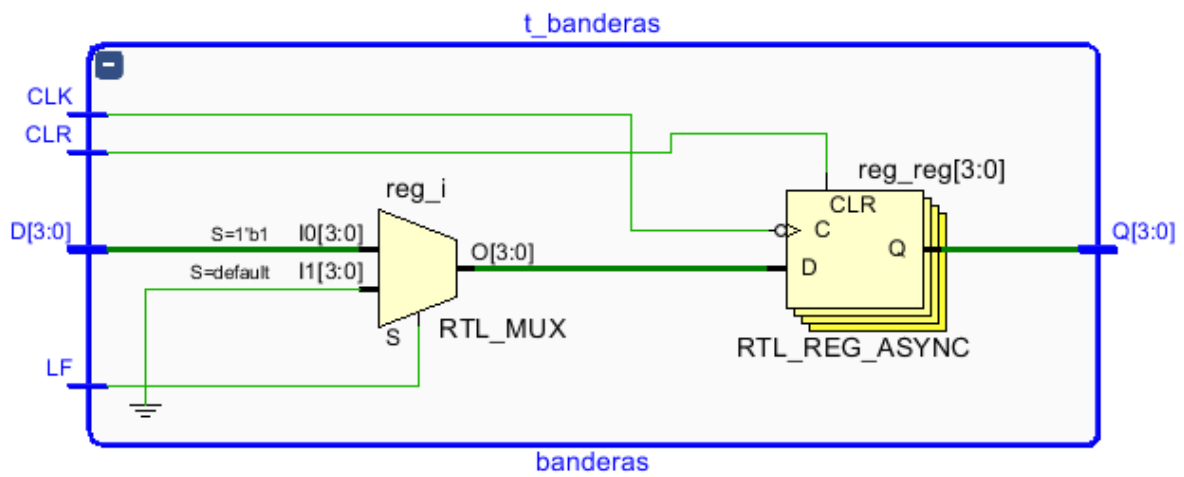 t_banderas
CLK
CLR
reg_i
reg_reg[3:0]
CLR
D[3:0]
S=1'b1
I0[3:0]
C
Q
Q[3:0]
S=default
I1[3:0]
O[3:0]
D
S
RTL_MUX
RTL_REG_ASYNC
LF
banderas